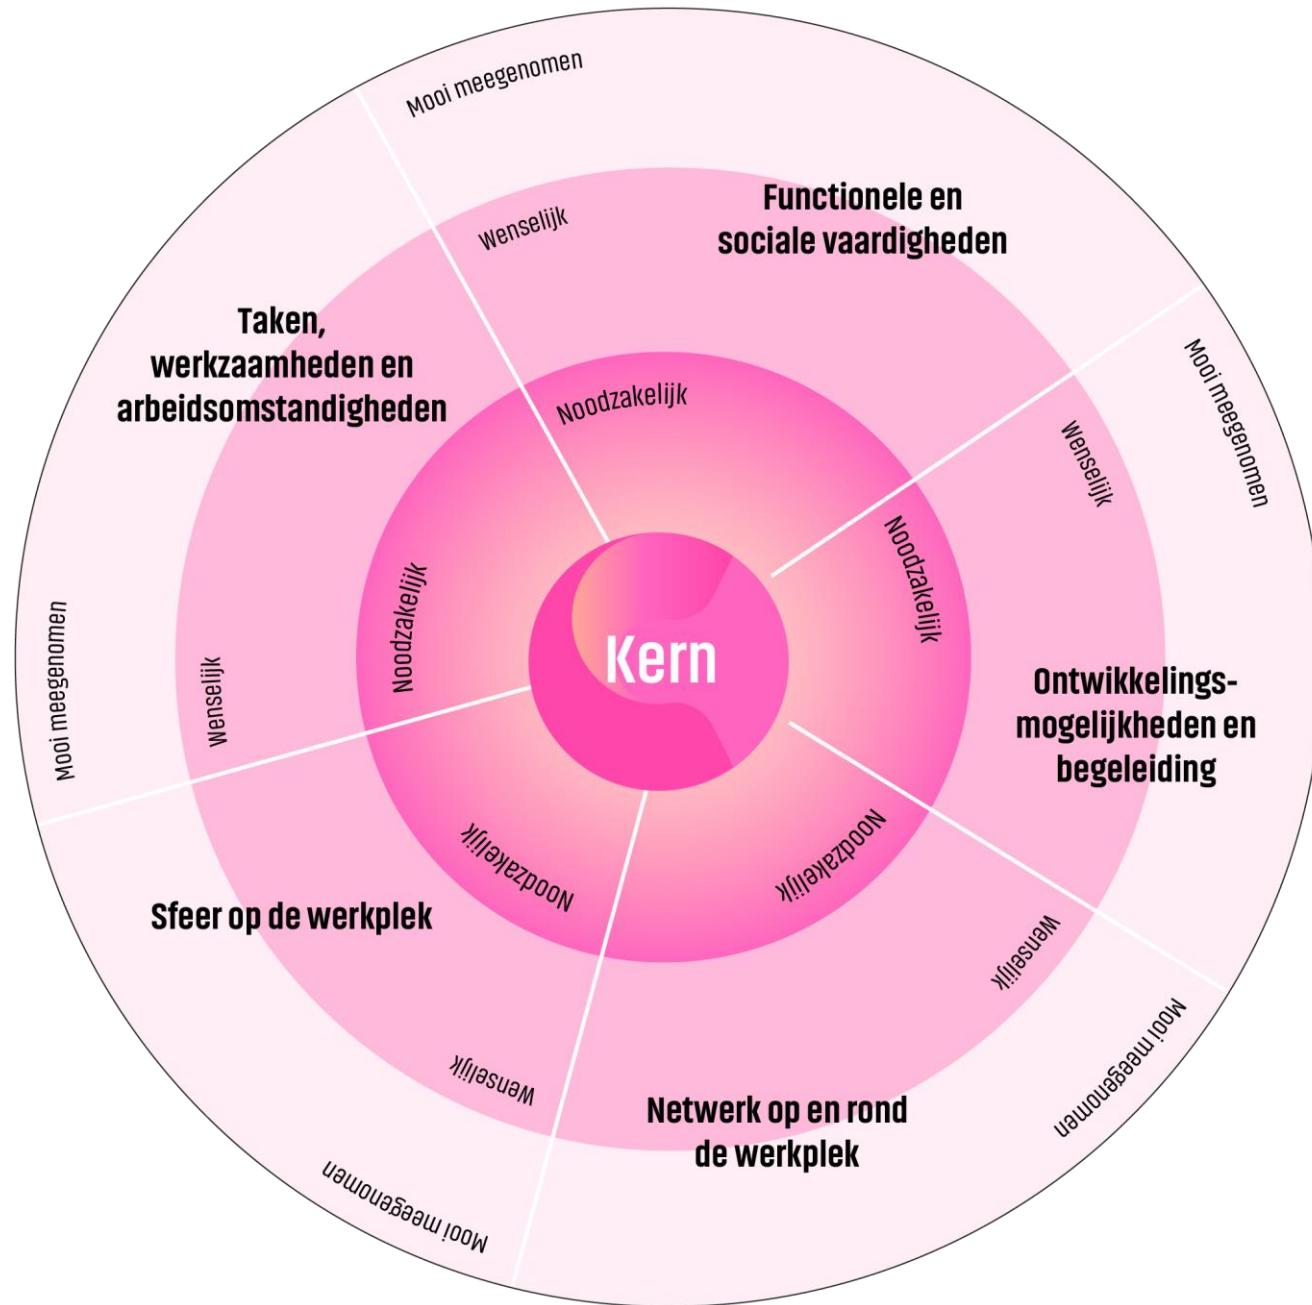 Mooi meegenomen
Wenselijk
Noodzakelijk
Functionele en
sociale vaardigheden
Mooi meegenomen
Wenselijk
Noodzakelijk
Ontwikkelings-
mogelijkheden en
begeleiding
Noodzakelijk
Wenselijk
Mooi meegenomen
Netwerk op en rond
de werkplek
Noodzakelijk
Wenselijk
Mooi meegenomen
Sfeer op de werkplek
Taken,
werkzaamheden en
arbeidsomstandigheden
Noodzakelijk
Wenselijk
Mooi meegenomen
Kern